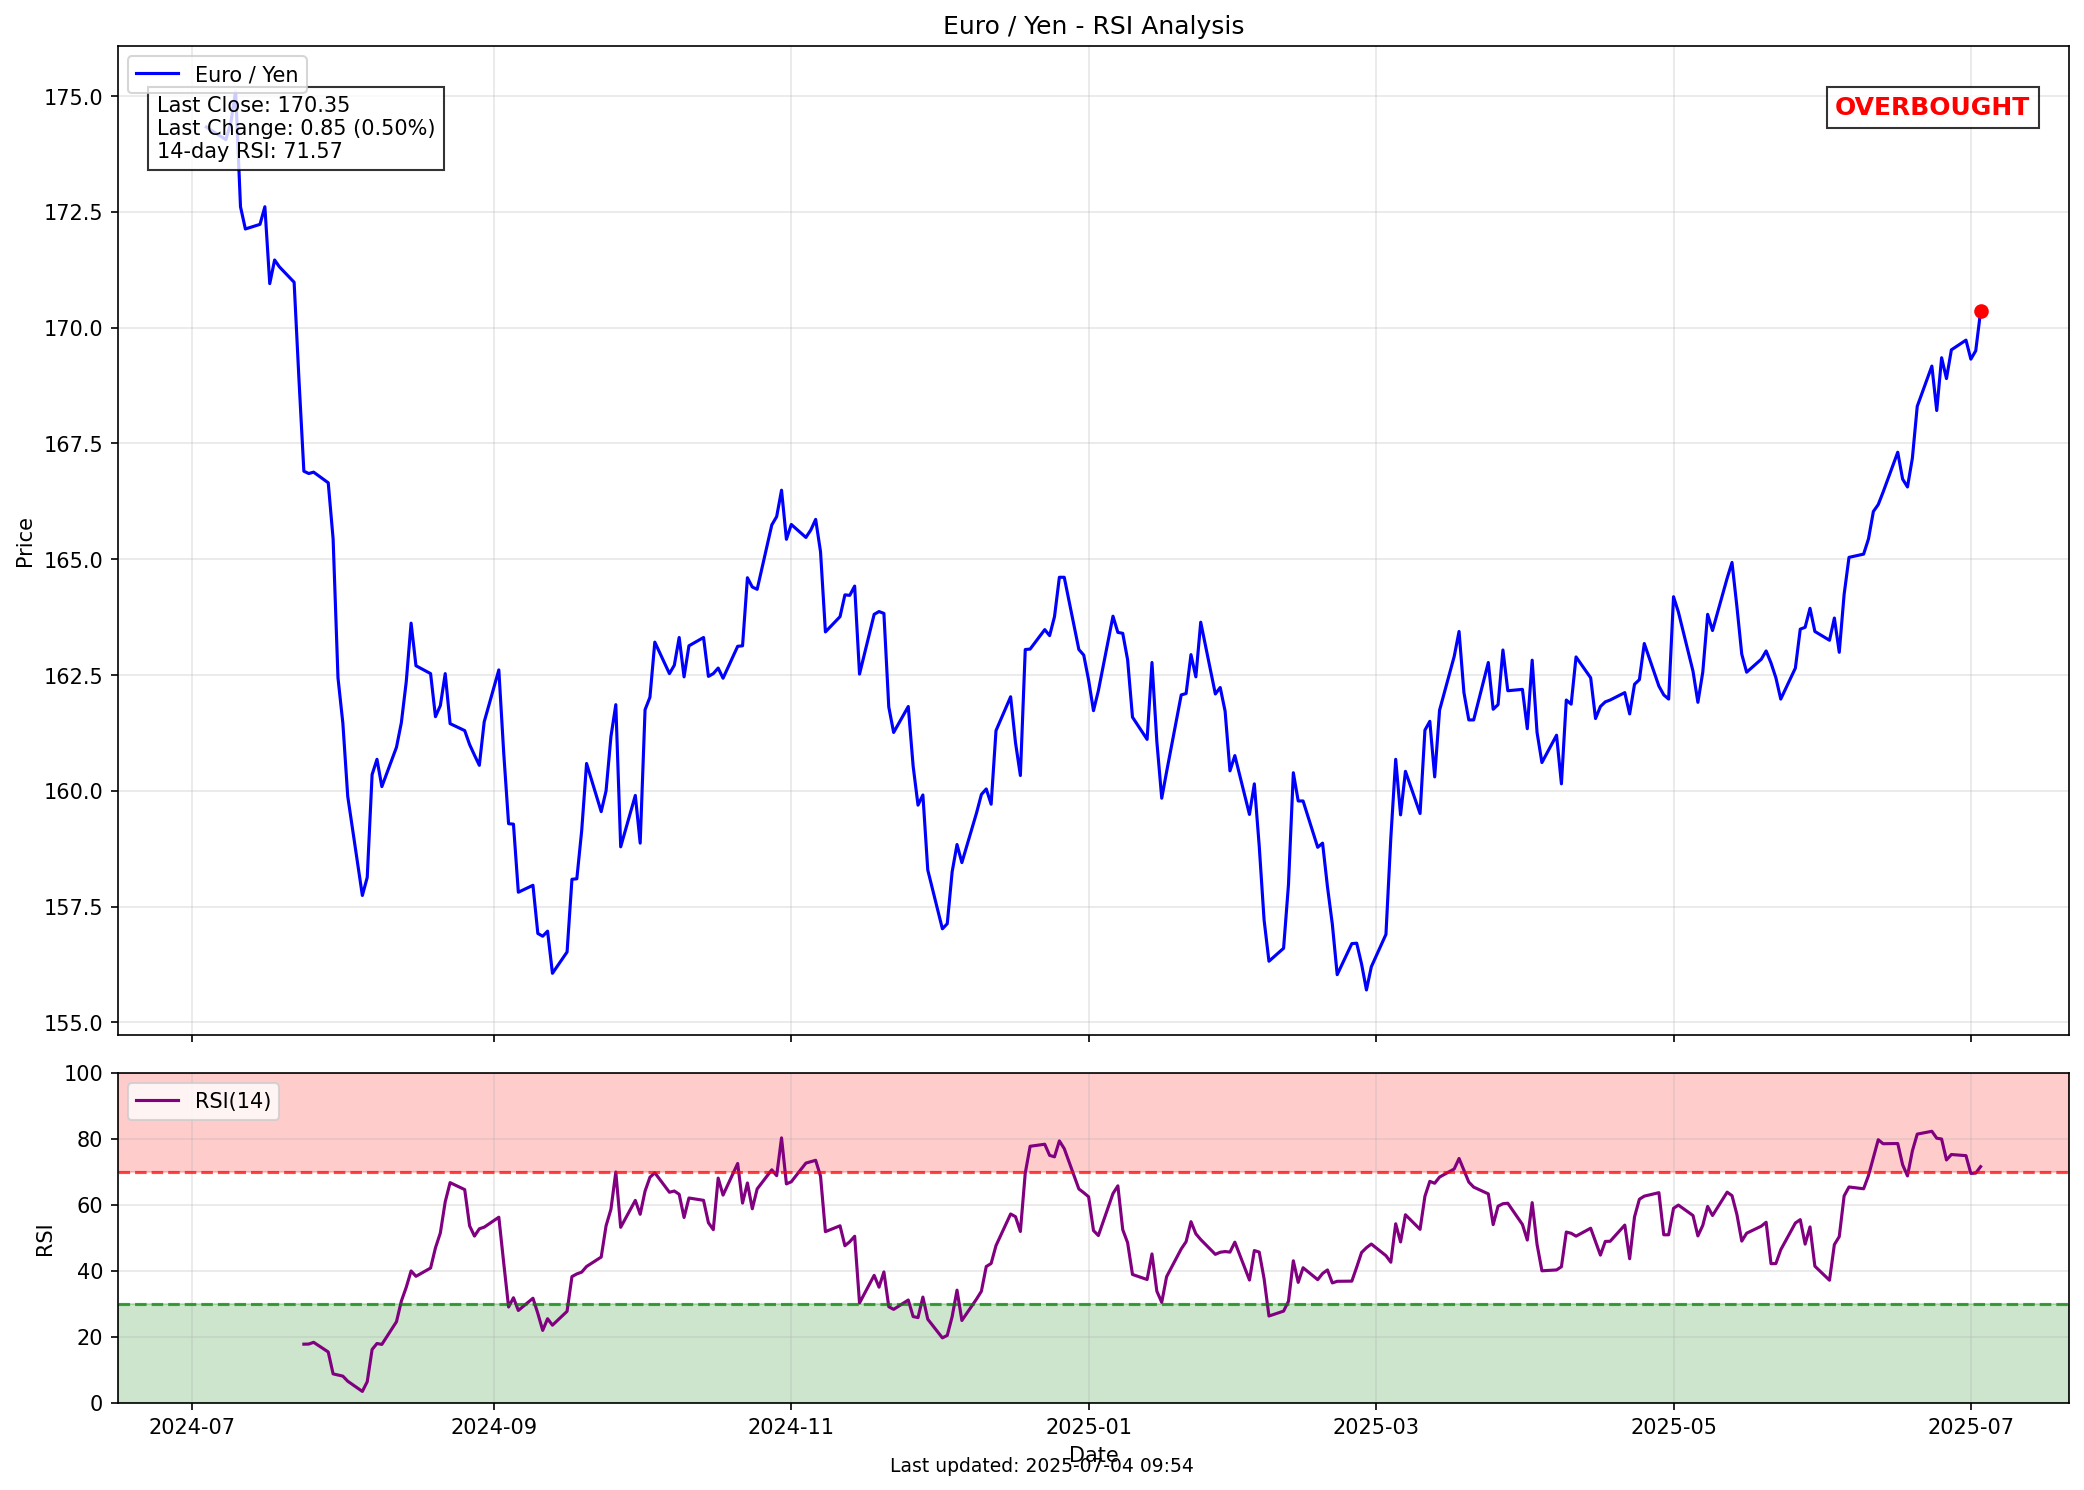 Euro / Yen - RSI Analysis
Euro / Yen
Last Close: 170.35
Last Change: 0.85 (0.50%)
14-day RSI: 71.57
OVERBOUGHT
175.0
172.5
170.0
167.5
165.0
162.5
160.0
157.5
155.0
Price
RSI(14)
100
80
60
40
20
0
RSI
2024-07
2024-09
2024-11
2025-01
2025-03
2025-05
2025-07
Date
Last updated: 2025-07-04 09:54